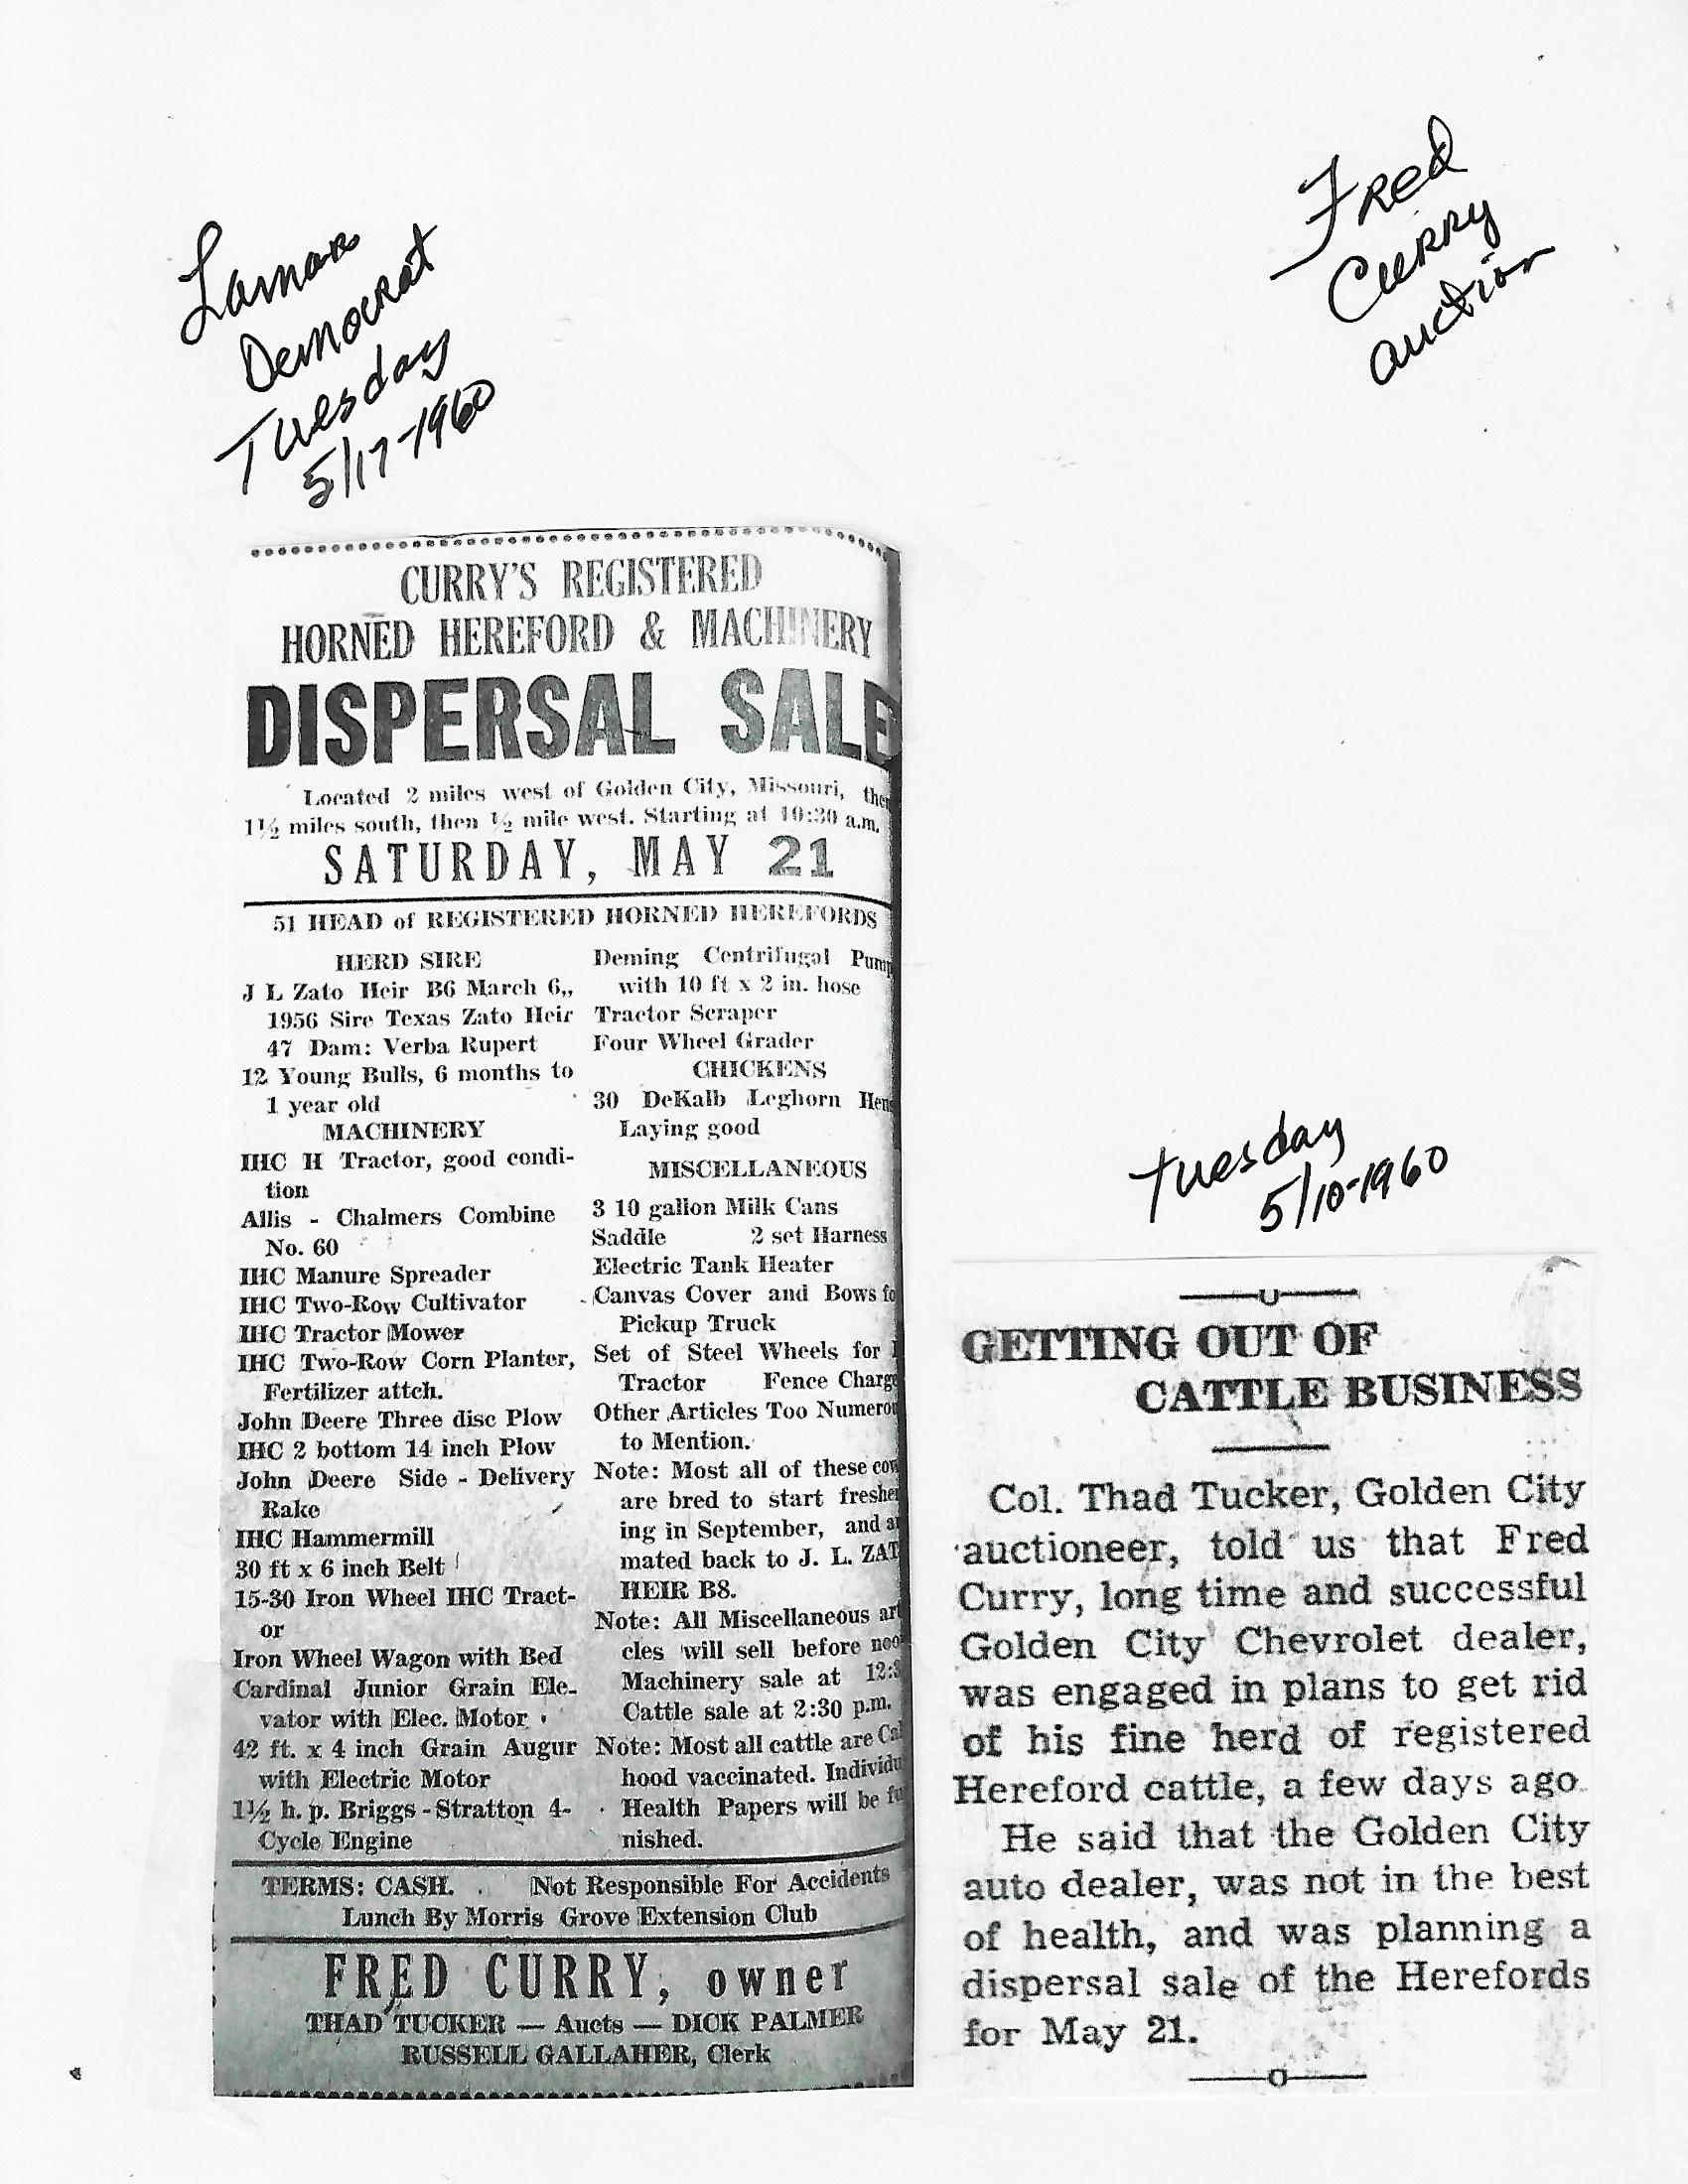 Lamar
Democrat
Tuesday
5/17-1960
Fred
Curry
auction
CURRY'S REGISTERED
HORNED HEREFORD & MACHINERY
DISPERSAL SALE
Located 2 miles west of Golden City, Missouri,
1½ miles south, then ½ mile west. Starting at 10:30 a.m.
SATURDAY, MAY 21
51 HEAD of REGISTERED HORNED HEREFORDS
HERD SIRE
J L Zato Heir B6 March 6,,
1956 Sire Texas Zato Heir
47 Dam: Verba Rupert
12 Young Bulls, 6 months to
1 year old
MACHINERY
IHC H Tractor, good condi-
tion
Allis - Chalmers Combine
No. 60
IHC Manure Spreader
IHC Two-Row Cultivator
IHC Tractor Mower
IHC Two-Row Corn Planter,
Fertilizer attch.
John Deere Three disc Plow
IHC 2 bottom 14 inch Plow
John Deere Side - Delivery
Rake
IHC Hammermill
30 ft x 6 inch Belt
15-30 Iron Wheel IHC Tract-
or
Iron Wheel Wagon with Bed
Cardinal Junior Grain Ele-
vator with Elec. Motor
42 ft. x 4 inch Grain Augur
with Electric Motor
1½ h. p. Briggs - Stratton 4-
Cycle Engine
Deming Centrifugal Pump
with 10 ft x 2 in. hose
Tractor Scraper
Four Wheel Grader
CHICKENS
30 DeKalb Leghorn Hens
Laying good
MISCELLANEOUS
3 10 gallon Milk Cans
Saddle 2 set Harness
Electric Tank Heater
Canvas Cover and Bows fo
Pickup Truck
Set of Steel Wheels for
Tractor Fence Charge
Other Articles Too Numerou
to Mention.
Note: Most all of these cow
are bred to start freshe
ing in September, and a
mated back to J. L. ZAT
HEIR B8.
Note: All Miscellaneous art
cles will sell before noo
Machinery sale at 12:3
Cattle sale at 2:30 p.m.
Note: Most all cattle are Cal
hood vaccinated. Individu
Health Papers will be fu
nished.
TERMS: CASH. Not Responsible For Accidents
Lunch By Morris Grove Extension Club
FRED CURRY, owner
THAD TUCKER — Aucts — DICK PALMER
RUSSELL GALLAHER, Clerk
Tuesday
5/10-1960
GETTING OUT OF
CATTLE BUSINESS
Col. Thad Tucker, Golden City
auctioneer, told us that Fred
Curry, long time and successful
Golden City Chevrolet dealer,
was engaged in plans to get rid
of his fine herd of registered
Hereford cattle, a few days ago.
He said that the Golden City
auto dealer, was not in the best
of health, and was planning a
dispersal sale of the Herefords
for May 21.